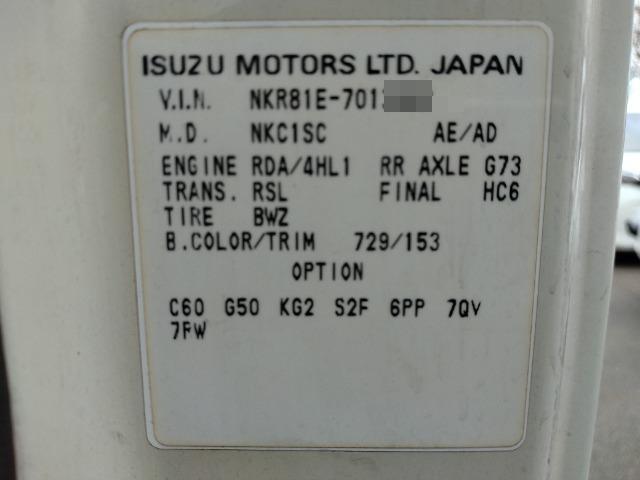 ISUZU MOTORS LTD. JAPAN
V.I.N. NKR81E-701
M.D. NKC1SC AE/AD
ENGINE RDA/4HL1 RR AXLE G73
TRANS. RSL FINAL HC6
TIRE BWZ
B.COLOR/TRIM 729/153
OPTION
C60 G50 KG2 S2F 6PP 7QV
7FW